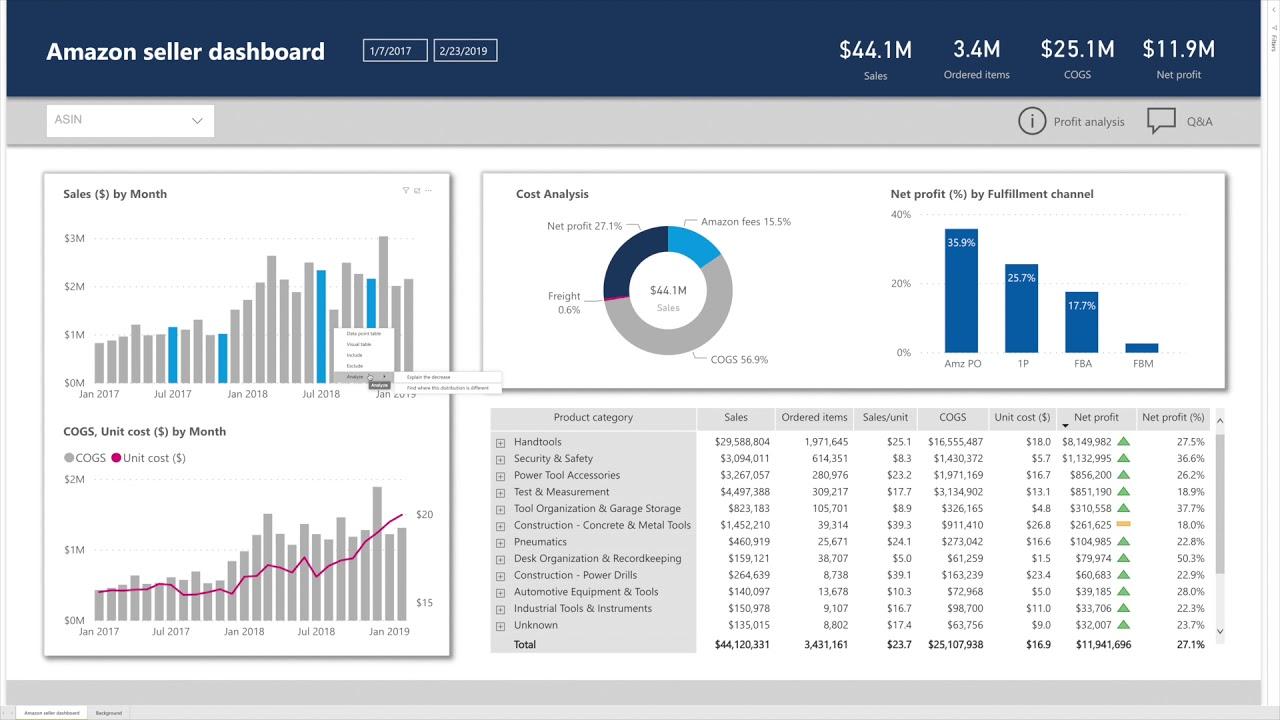 Amazon seller dashboard
1/7/2017
2/23/2019
$44.1M
Sales
3.4M
Ordered items
$25.1M
COGS
$11.9M
Net profit
Filters
ASIN
Profit analysis
Q&A
Sales ($) by Month
$3M
$2M
$1M
$0M
Jan 2017
Jul 2017
Jan 2018
Jul 2018
Jan 2019
Data point table
Visual table
Include
Exclude
Analyze
Analyze
Explain the decrease
Find where this distribution is different
Cost Analysis
Net profit 27.1%
Amazon fees 15.5%
Freight
0.6%
$44.1M
Sales
COGS 56.9%
Net profit (%) by Fulfillment channel
40%
20%
0%
35.9%
25.7%
17.7%
Amz PO
1P
FBA
FBM
COGS, Unit cost ($) by Month
COGS
Unit cost ($)
$2M
$1M
$0M
$20
$15
Jan 2017
Jul 2017
Jan 2018
Jul 2018
Jan 2019
Product category Sales Ordered items Sales/unit COGS Unit cost ($) Net profit Net profit (%)
Handtools $29,588,804 1,971,645 $25.1 $16,555,487 $18.0 $8,149,982 27.5%
Security & Safety $3,094,011 614,351 $8.3 $1,430,372 $5.7 $1,132,995 36.6%
Power Tool Accessories $3,267,057 280,976 $23.2 $1,971,169 $16.7 $856,200 26.2%
Test & Measurement $4,497,388 309,217 $17.7 $3,134,902 $13.1 $851,190 18.9%
Tool Organization & Garage Storage $823,183 105,701 $8.9 $326,165 $4.8 $310,558 37.7%
Construction - Concrete & Metal Tools $1,452,210 39,314 $39.3 $911,410 $26.8 $261,625 18.0%
Pneumatics $460,919 25,671 $24.1 $273,042 $16.6 $104,985 22.8%
Desk Organization & Recordkeeping $159,121 38,707 $5.0 $61,259 $1.5 $79,974 50.3%
Construction - Power Drills $264,639 8,738 $39.1 $163,239 $23.4 $60,683 22.9%
Automotive Equipment & Tools $140,097 13,678 $10.3 $72,968 $5.0 $39,185 28.0%
Industrial Tools & Instruments $150,978 9,107 $16.7 $98,700 $11.0 $33,706 22.3%
Unknown $135,015 8,802 $17.4 $63,756 $9.0 $32,007 23.7%
Total $44,120,331 3,431,161 $23.7 $25,107,938 $16.9 $11,941,696 27.1%
Amazon seller dashboard
Background